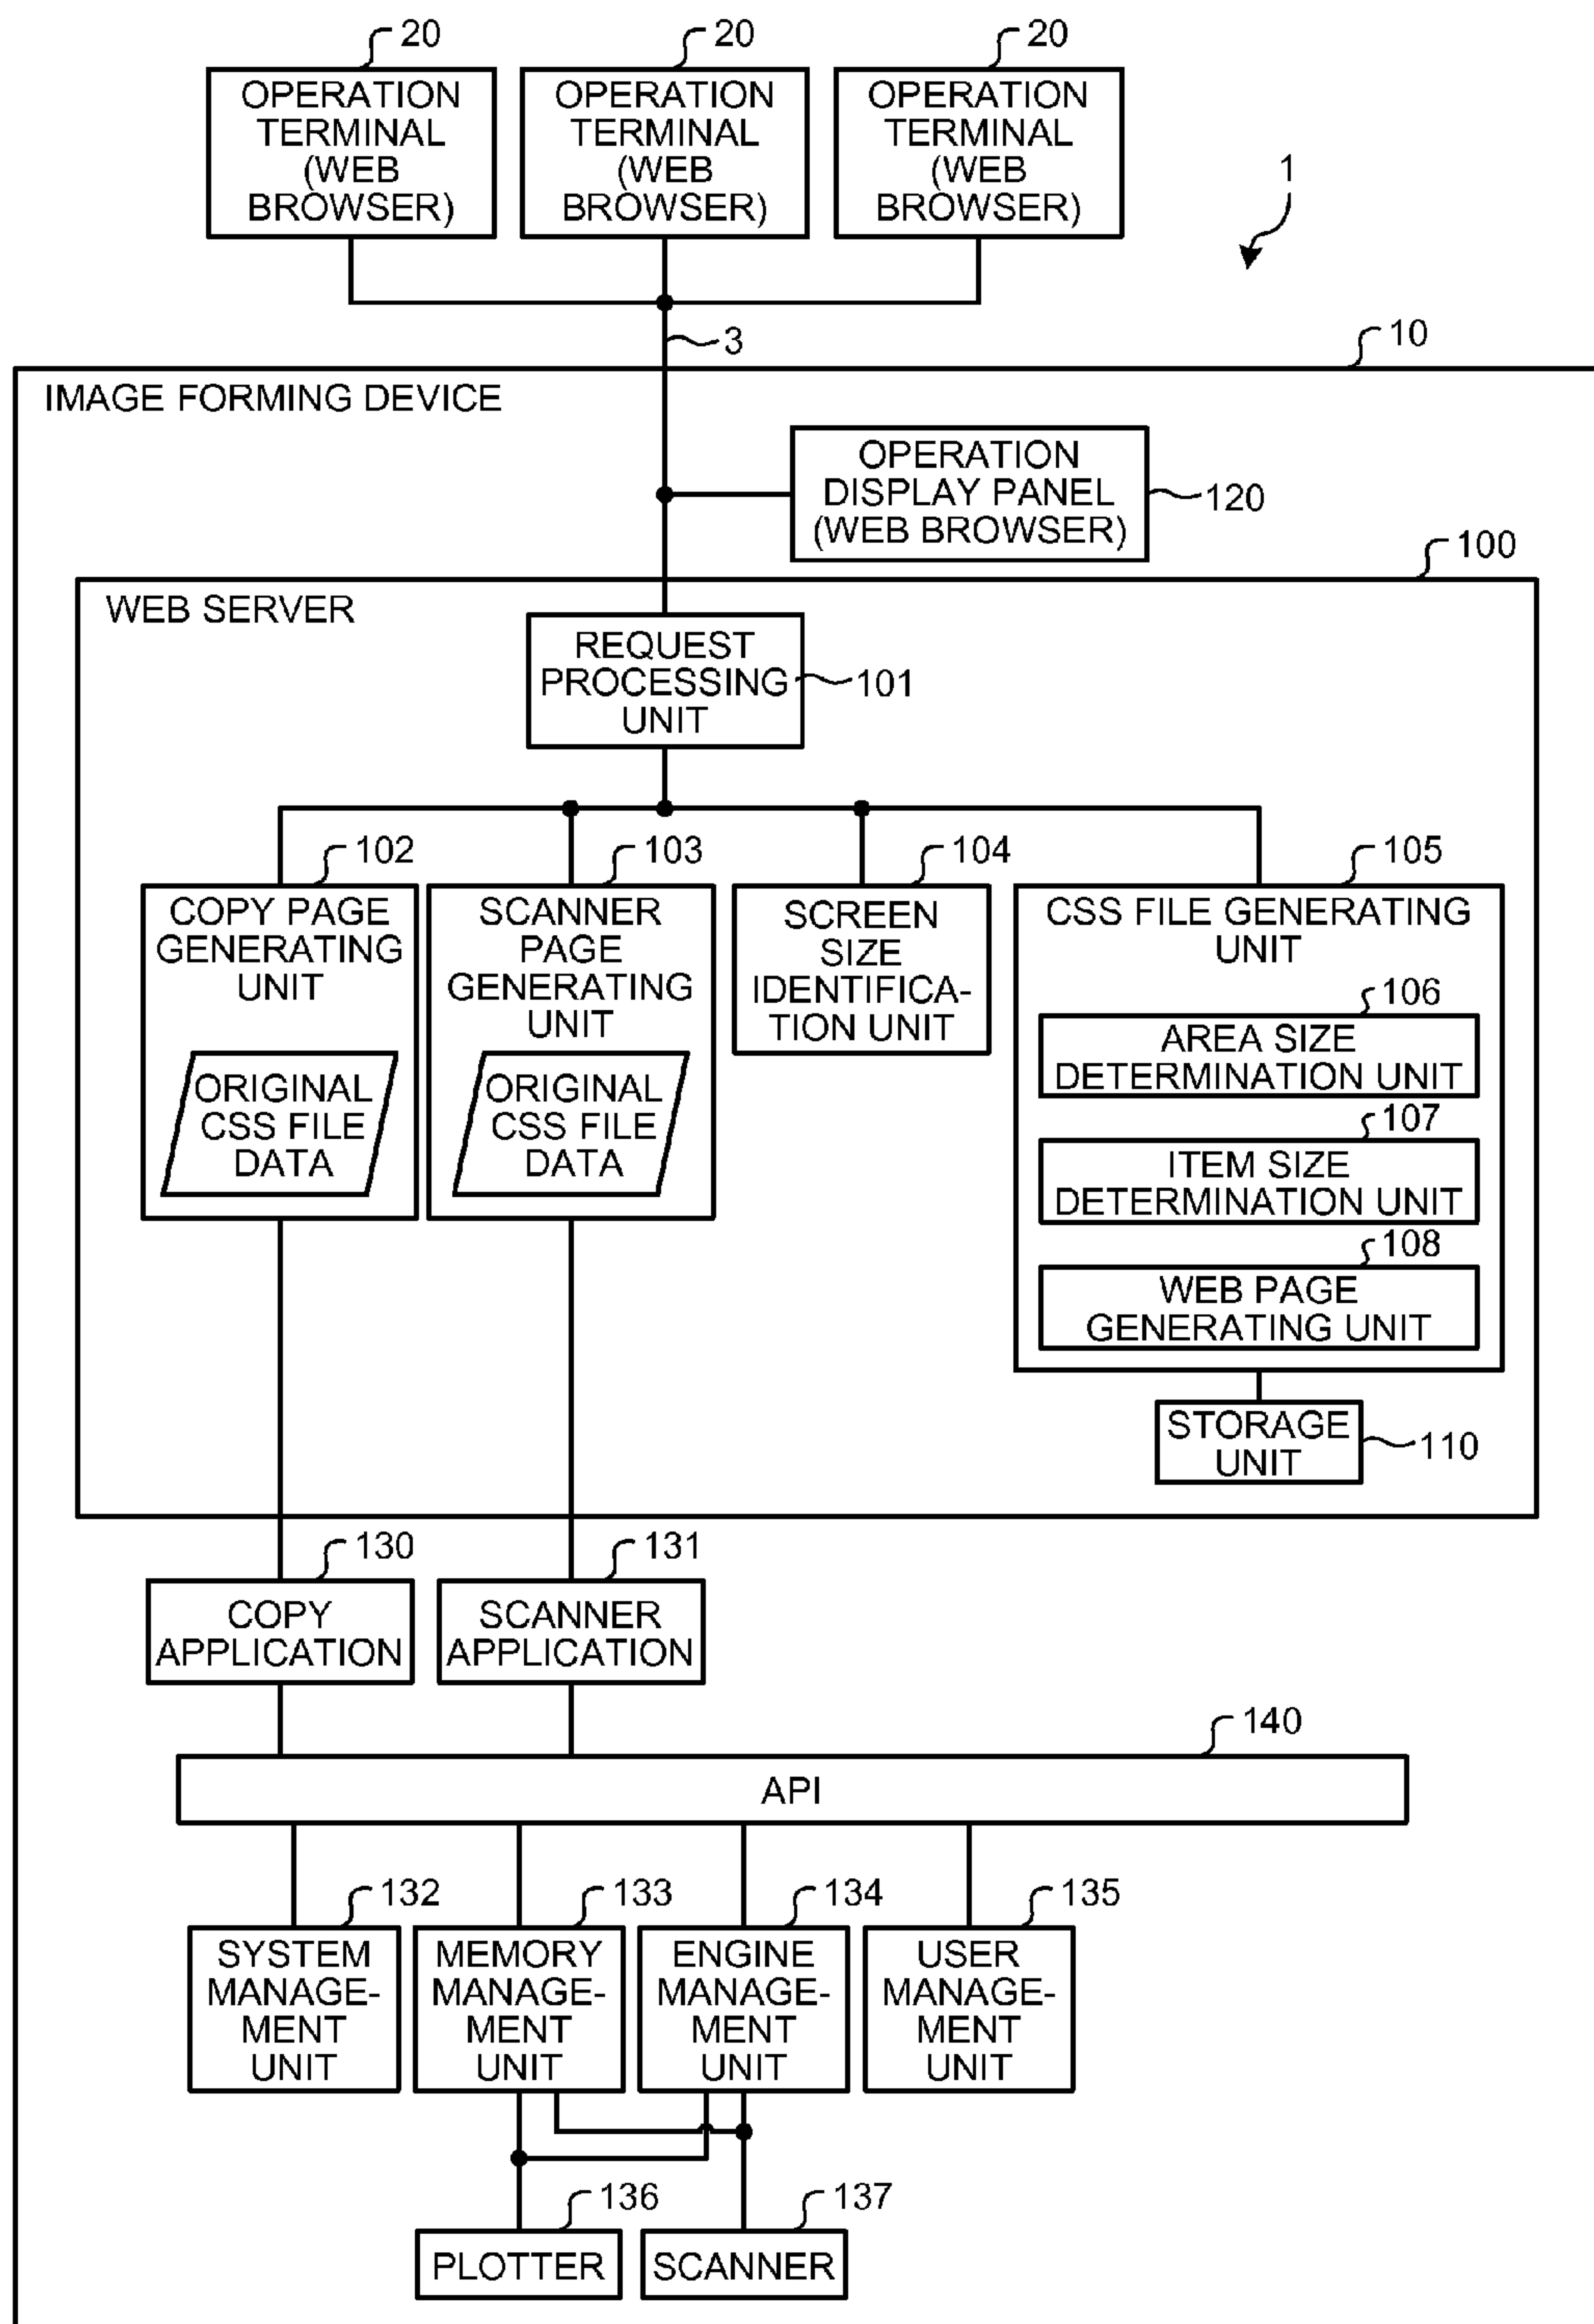 20
20
20
OPERATION
TERMINAL
(WEB
BROWSER)
OPERATION
TERMINAL
(WEB
BROWSER)
OPERATION
TERMINAL
(WEB
BROWSER)
1
3
10
IMAGE FORMING DEVICE
OPERATION
DISPLAY PANEL
(WEB BROWSER)
120
100
WEB SERVER
REQUEST
PROCESSING
UNIT
101
102
103
104
105
COPY PAGE
GENERATING
UNIT
ORIGINAL
CSS FILE
DATA
SCANNER
PAGE
GENERATING
UNIT
ORIGINAL
CSS FILE
DATA
SCREEN
SIZE
IDENTIFICA-
TION UNIT
CSS FILE GENERATING
UNIT
106
AREA SIZE
DETERMINATION UNIT
107
ITEM SIZE
DETERMINATION UNIT
108
WEB PAGE
GENERATING UNIT
STORAGE
UNIT
110
130
131
COPY
APPLICATION
SCANNER
APPLICATION
140
API
132
133
134
135
SYSTEM
MANAGE-
MENT
UNIT
MEMORY
MANAGE-
MENT
UNIT
ENGINE
MANAGE-
MENT
UNIT
USER
MANAGE-
MENT
UNIT
136
137
PLOTTER
SCANNER